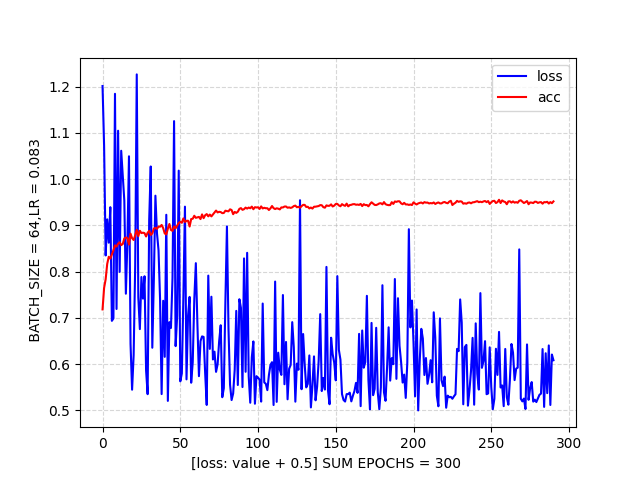 loss
acc
1.2
1.1
1.0
0.9
0.8
0.7
0.6
0.5
BATCH_SIZE = 64,LR = 0.083
0 50 100 150 200 250 300
[loss: value + 0.5] SUM EPOCHS = 300